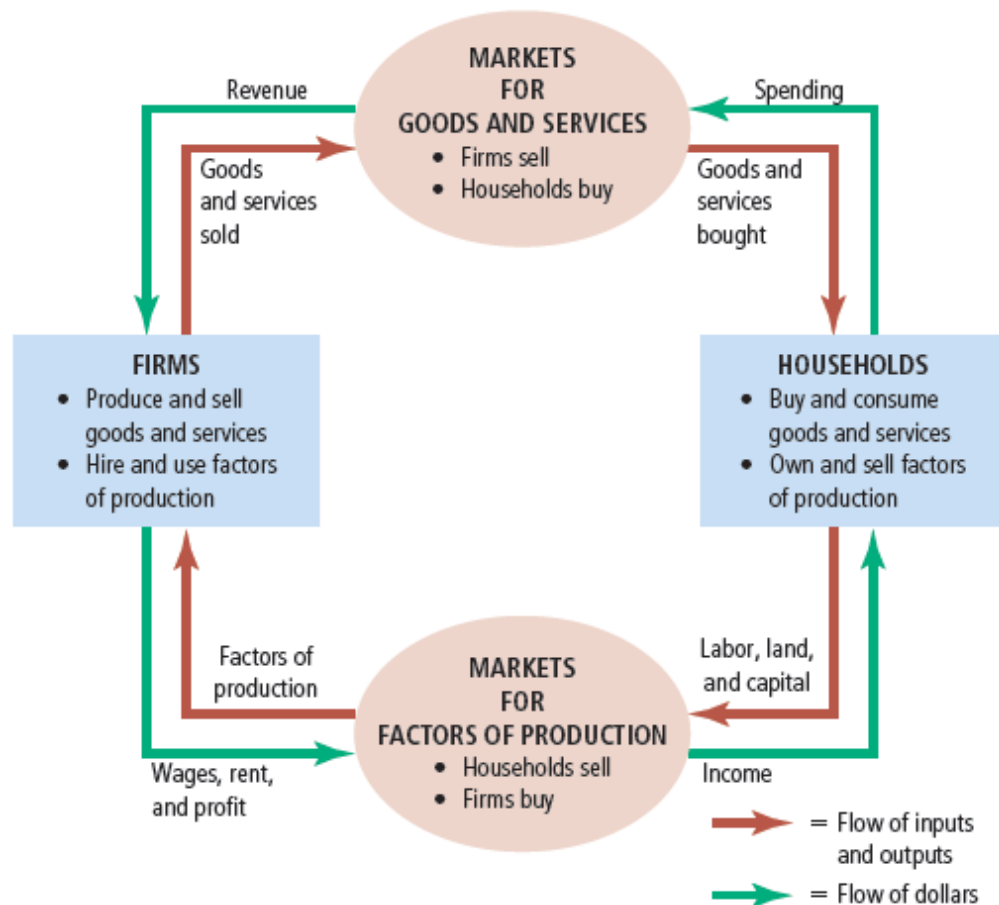 MARKETS
FOR
GOODS AND SERVICES
• Firms sell
• Households buy
Revenue
Spending
Goods
and services
sold
Goods and
services
bought
FIRMS
• Produce and sell
goods and services
• Hire and use factors
of production
HOUSEHOLDS
• Buy and consume
goods and services
• Own and sell factors
of production
Factors of
production
Labor, land,
and capital
MARKETS
FOR
FACTORS OF PRODUCTION
• Households sell
• Firms buy
Wages, rent,
and profit
Income
= Flow of inputs
and outputs
= Flow of dollars